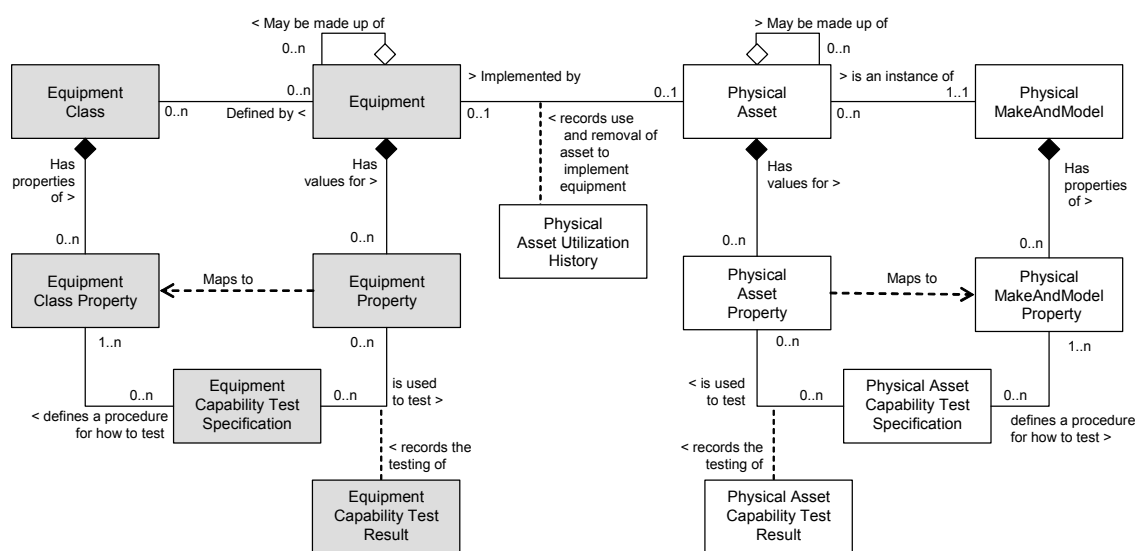 < May be made up of
0..n
> May be made up of
0..n
Equipment
Class
0..n
0..n
Defined by <
Equipment
> Implemented by
0..1
0..1
Physical
Asset
> is an instance of
0..n
1..1
Physical
MakeAndModel
< records use
and removal of
asset to
implement
equipment
Has
properties
of >
Has
values for >
Has
values for >
Has
properties
of >
0..n
0..n
Physical
Asset Utilization
History
0..n
0..n
Equipment
Class Property
Maps to
Equipment
Property
Physical
Asset
Property
Maps to
Physical
MakeAndModel
Property
1..n
0..n
0..n
1..n
0..n
Equipment
Capability Test
Specification
0..n
is used
to test >
< is used
to test
0..n
Physical Asset
Capability Test
Specification
0..n
< defines a procedure
for how to test
defines a procedure
for how to test >
< records the
testing of
< records the
testing of
Equipment
Capability Test
Result
Physical Asset
Capability Test
Result